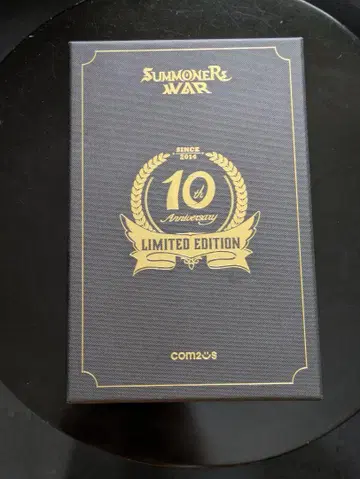 SUMMONERS
WAR
SINCE
2014
10th
Anniversary
LIMITED EDITION
COM2US